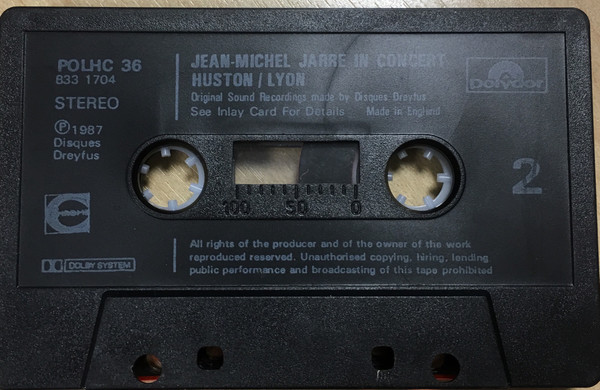 POLHC 36
833 1704
STEREO
Ⓟ1987
Disques
Dreyfus
JEAN-MICHEL JARRE IN CONCERT
HUSTON / LYON
Original Sound Recordings made by Disques Dreyfus
See Inlay Card For Details Made in England
Polydor
2
100 50 0
DOLBY SYSTEM
All rights of the producer and of the owner of the work
reproduced reserved. Unauthorised copying, hiring, lending
public performance and broadcasting of this tape prohibited